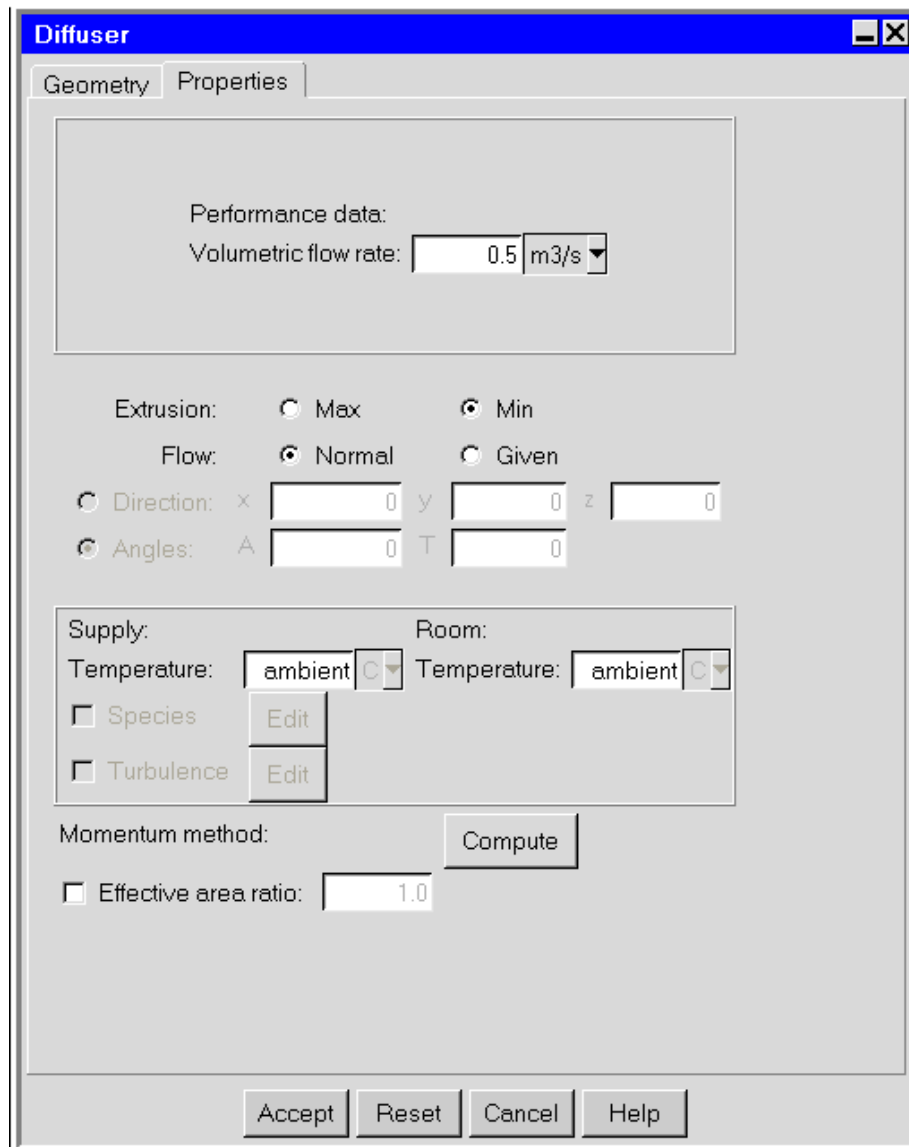 Diffuser
Geometry Properties
Performance data:
Volumetric flow rate: 0.5 m3/s
Extrusion: Max Min
Flow: Normal Given
Direction: x 0 y 0 z 0
Angles: A 0 T 0
Supply: Room:
Temperature: ambient C Temperature: ambient C
Species Edit
Turbulence Edit
Momentum method: Compute
Effective area ratio: 1.0
Accept Reset Cancel Help